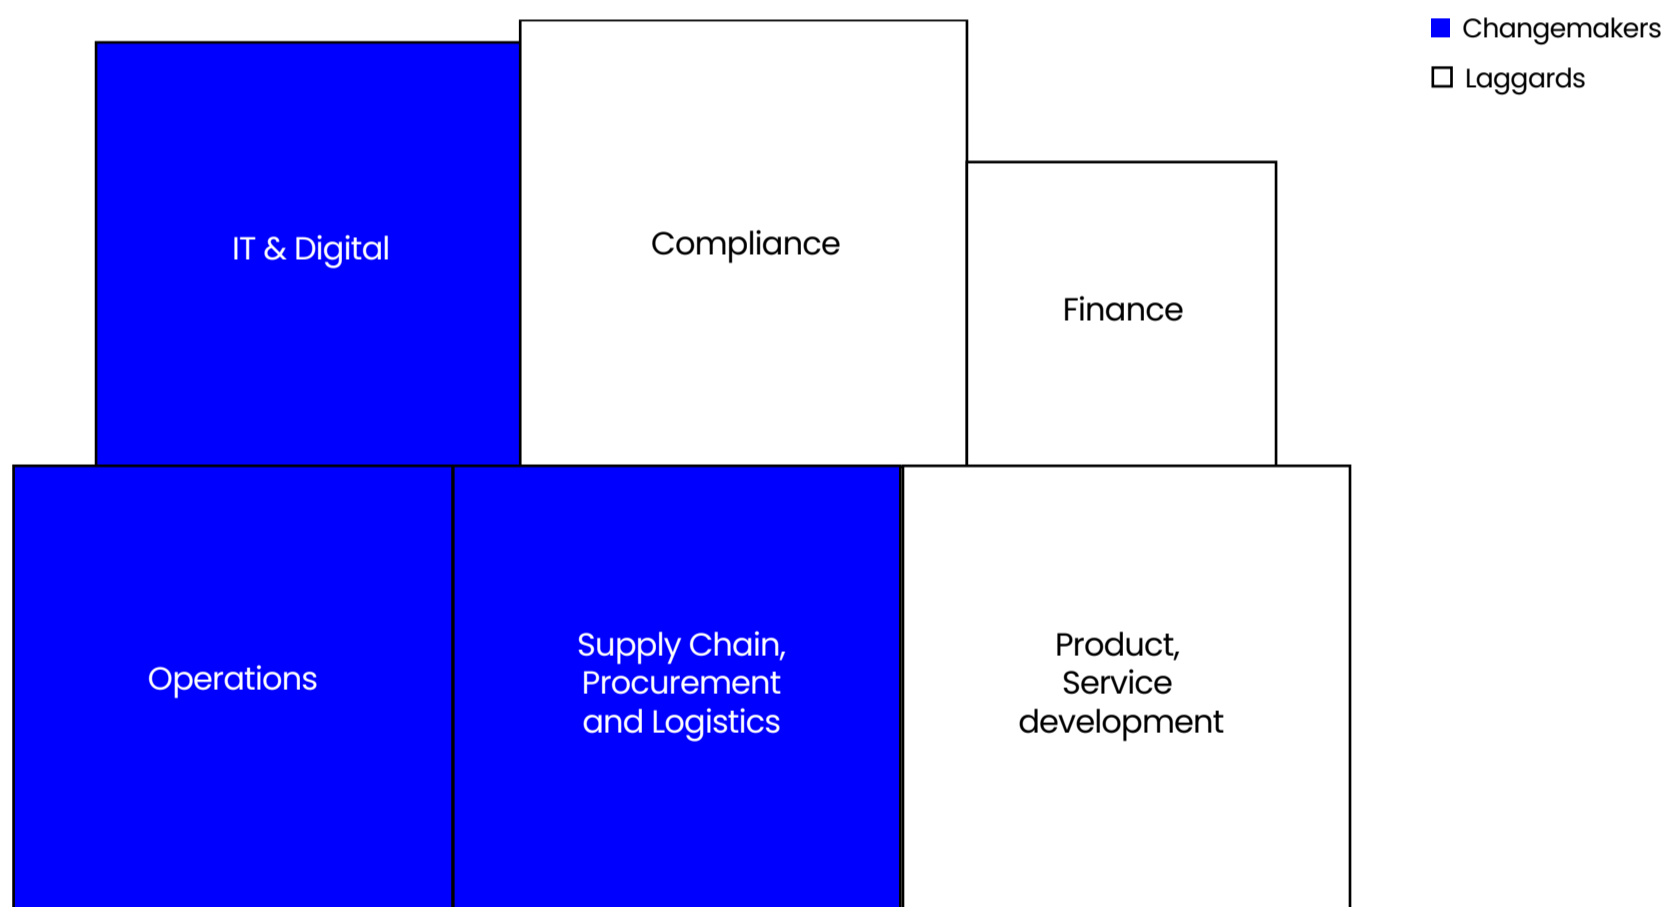 Changemakers
Laggards
IT & Digital
Compliance
Finance
Operations
Supply Chain,
Procurement
and Logistics
Product,
Service
development